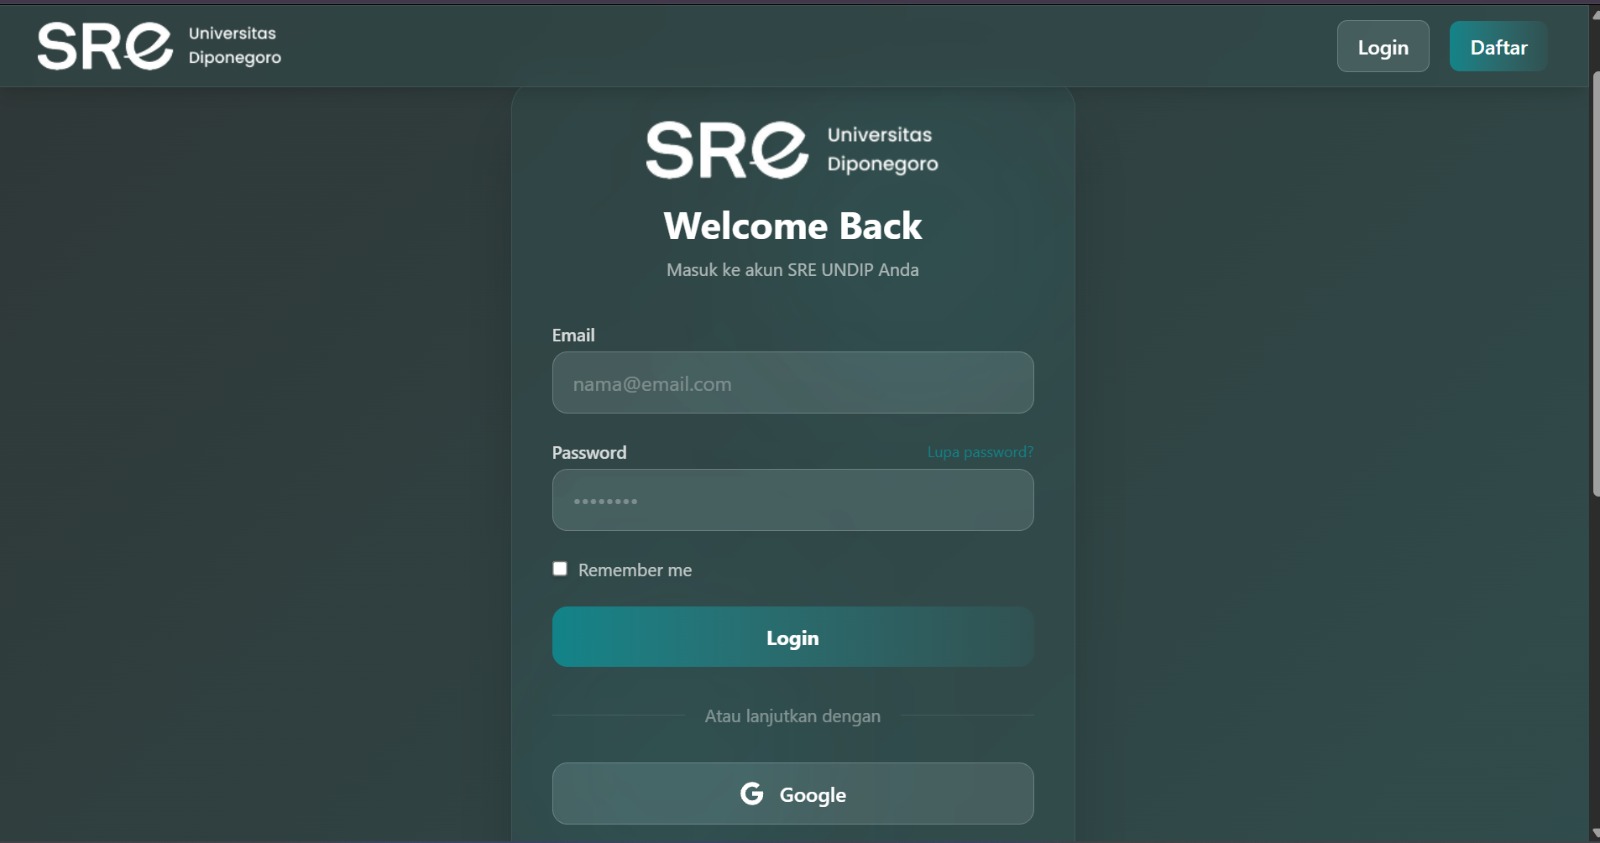 SRE Universitas
Diponegoro
Login
Daftar
SRE Universitas
Diponegoro
Welcome Back
Masuk ke akun SRE UNDIP Anda
Email
nama@email.com
Password
Lupa password?
••••••••
Remember me
Login
Atau lanjutkan dengan
G Google